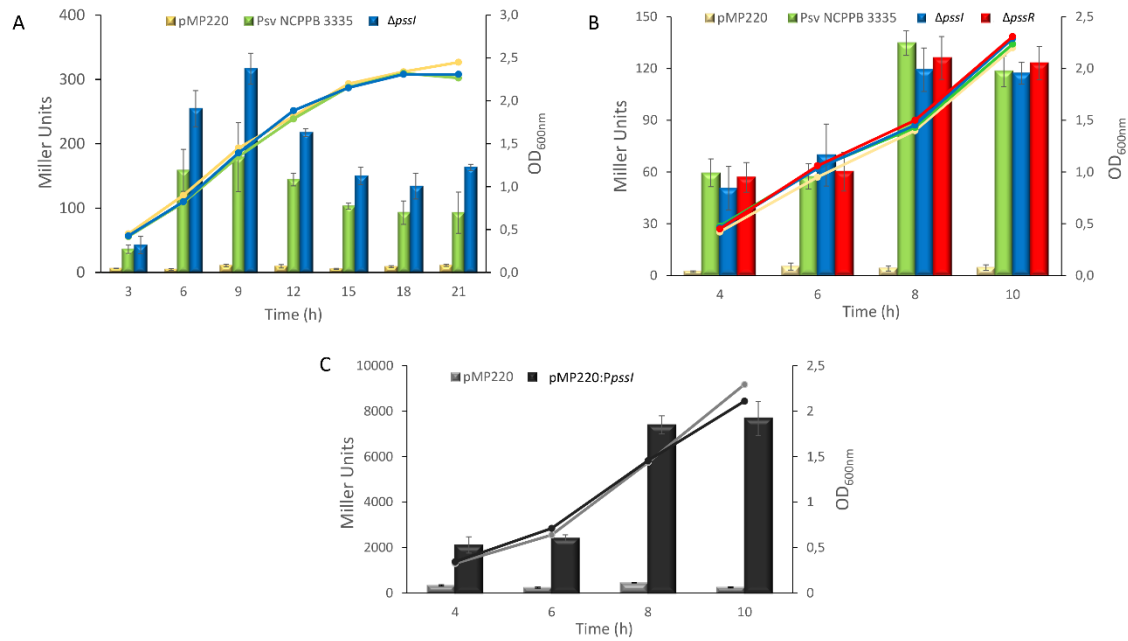 A
pMP220 Psv NCPPB 3335 ΔpssI
Miller Units
400
300
200
100
0
3,0
2,5
2,0
1,5
1,0
0,5
0,0
OD600nm
3 6 9 12 15 18 21
Time (h)
B
pMP220 Psv NCPPB 3335 ΔpssI ΔpssR
Miller Units
150
120
90
60
30
0
2,5
2,0
1,5
1,0
0,5
0,0
OD600nm
4 6 8 10
Time (h)
C
pMP220 pMP220:PpssI
Miller Units
10000
8000
6000
4000
2000
0
2,5
2
1,5
1
0,5
0
OD600nm
4 6 8 10
Time (h)